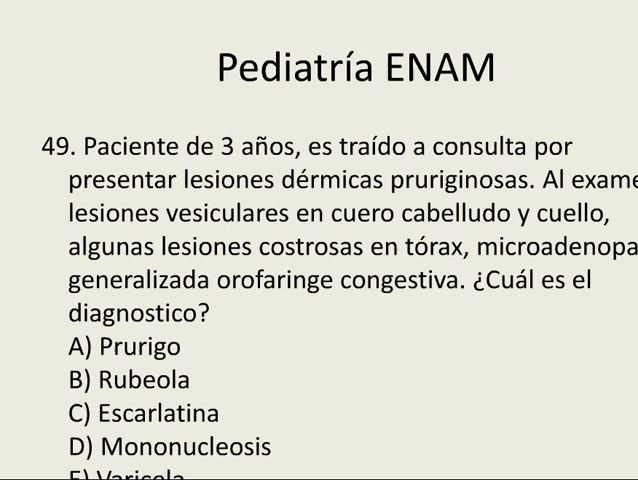 Pediatría ENAM
49. Paciente de 3 años, es traído a consulta por
presentar lesiones dérmicas pruriginosas. Al exame
lesiones vesiculares en cuero cabelludo y cuello,
algunas lesiones costrosas en tórax, microadenopa
generalizada orofaringe congestiva. ¿Cuál es el
diagnostico?
A) Prurigo
B) Rubeola
C) Escarlatina
D) Mononucleosis
E) Varicela